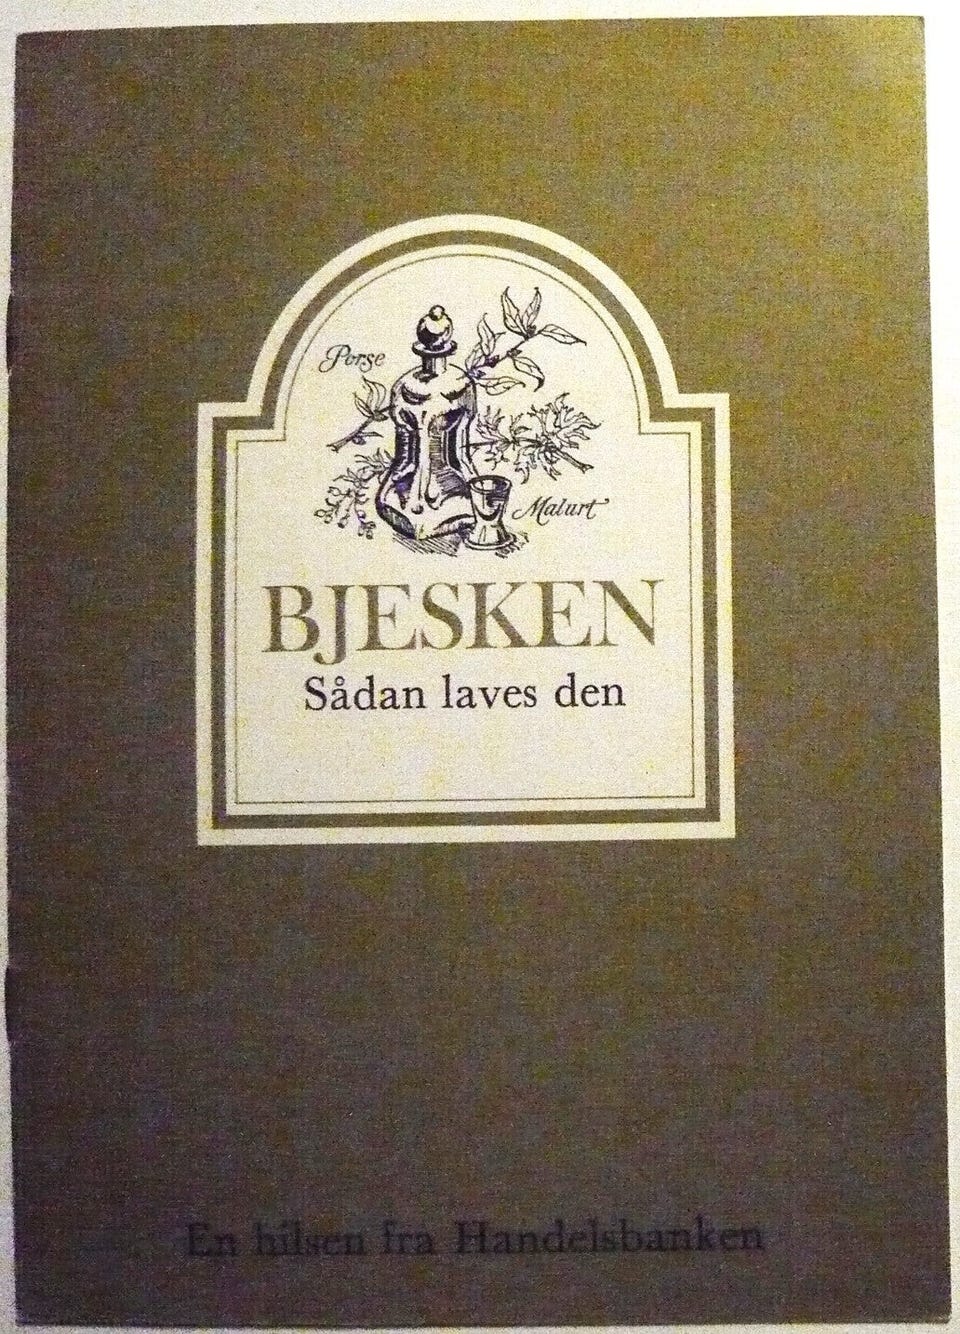 Porse
Malurt
BJESKEN
Sådan laves den
En hilsen fra Handelsbanken